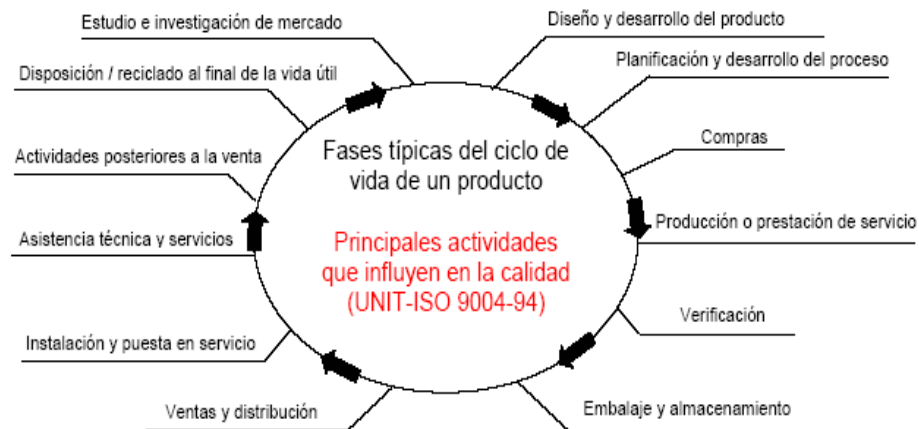 Estudio e investigación de mercado
Diseño y desarrollo del producto
Planificación y desarrollo del proceso
Compras
Producción o prestación de servicio
Verificación
Embalaje y almacenamiento
Ventas y distribución
Instalación y puesta en servicio
Asistencia técnica y servicios
Actividades posteriores a la venta
Disposición / reciclado al final de la vida útil
Fases típicas del ciclo de
vida de un producto
Principales actividades
que influyen en la calidad
(UNIT-ISO 9004-94)